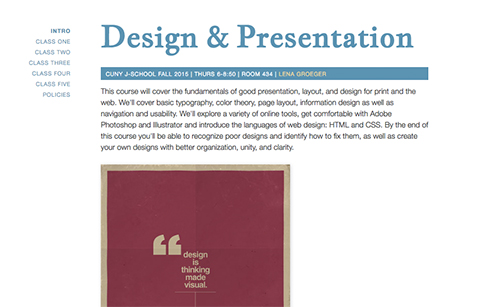 INTRO
CLASS ONE
CLASS TWO
CLASS THREE
CLASS FOUR
CLASS FIVE
POLICIES
Design & Presentation
CUNY J-SCHOOL FALL 2015 | THURS 6-8:50 | ROOM 434 | LENA GROEGER
This course will cover the fundamentals of good presentation, layout, and design for print and the
web. We'll cover basic typography, color theory, page layout, information design as well as
navigation and usability. We'll explore a variety of online tools, get comfortable with Adobe
Photoshop and Illustrator and introduce the languages of web design: HTML and CSS. By the end of
this course you'll be able to recognize poor designs and identify how to fix them, as well as create
your own designs with better organization, unity, and clarity.
“ design
is
thinking
made
visual.